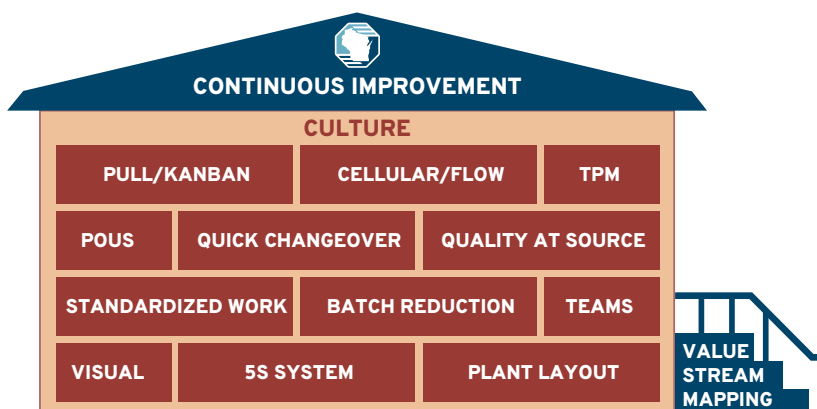 CONTINUOUS IMPROVEMENT
CULTURE
PULL/KANBAN
CELLULAR/FLOW
TPM
POUS
QUICK CHANGEOVER
QUALITY AT SOURCE
STANDARDIZED WORK
BATCH REDUCTION
TEAMS
VISUAL
5S SYSTEM
PLANT LAYOUT
VALUE
STREAM
MAPPING